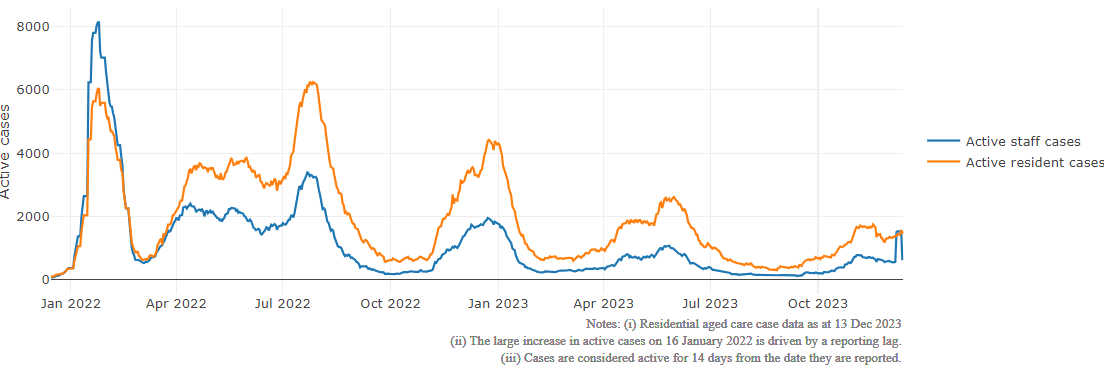 8000
6000
4000
2000
0
Active cases
Jan 2022
Apr 2022
Jul 2022
Oct 2022
Jan 2023
Apr 2023
Jul 2023
Oct 2023
Active staff cases
Active resident cases
Notes: (i) Residential aged care case data as at 13 Dec 2023
(ii) The large increase in active cases on 16 January 2022 is driven by a reporting lag.
(iii) Cases are considered active for 14 days from the date they are reported.